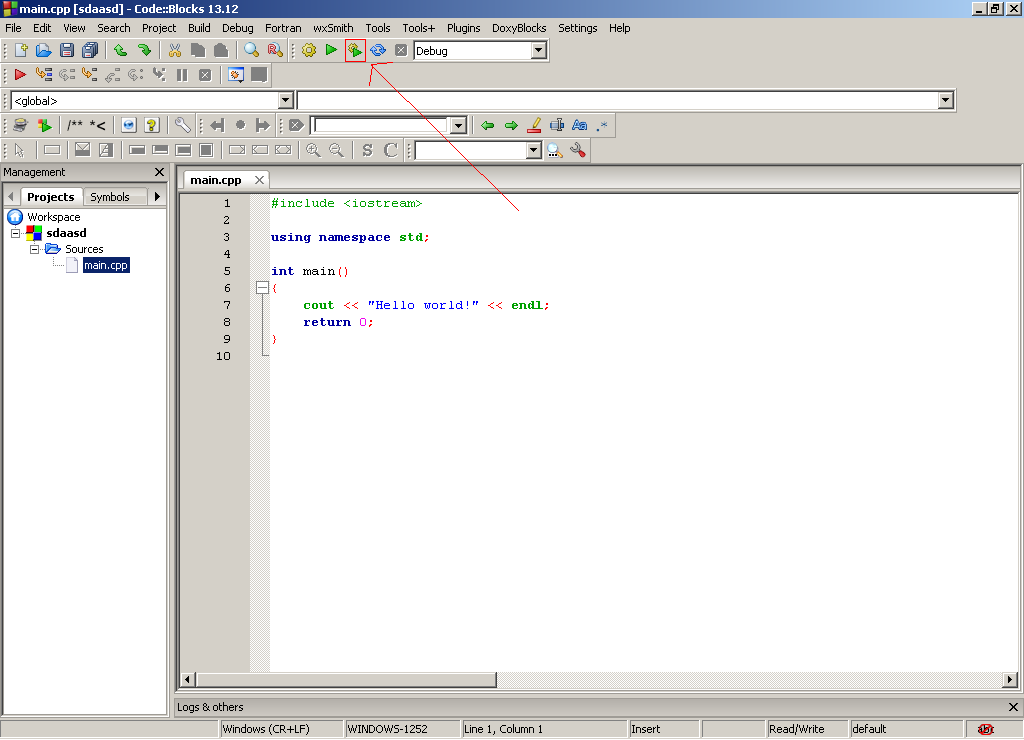 main.cpp [sdaasd] - Code::Blocks 13.12
File Edit View Search Project Build Debug Fortran wxSmith Tools Tools+ Plugins DoxyBlocks Settings Help
Debug
<global>
/** *< Aa .*
S C
Management
main.cpp
Projects Symbols
Workspace
sdaasd
Sources
main.cpp
1 #include <iostream>
2
3 using namespace std;
4
5 int main()
6 {
7 cout << "Hello world!" << endl;
8 return 0;
9 }
10
Logs & others
Windows (CR+LF) WINDOWS-1252 Line 1, Column 1 Insert Read/Write default